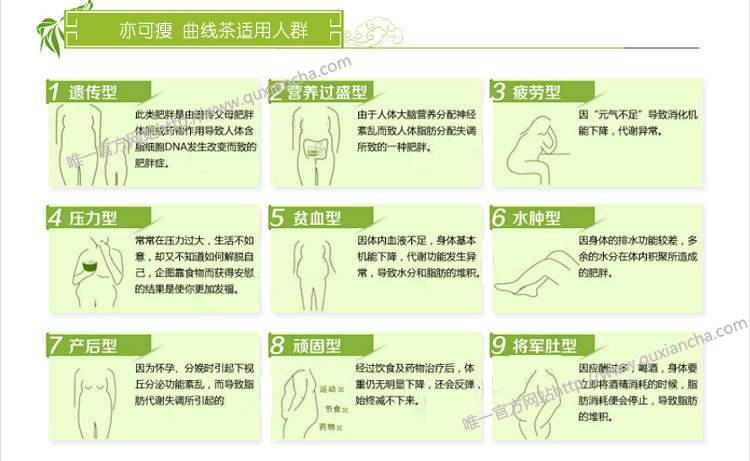 亦可瘦 曲线茶适用人群
1 遗传型
此类肥胖是由遗传父母肥胖
体质或药物作用导致人体含
脂细胞DNA发生改变而致的
肥胖症。
2 营养过盛型
由于人体大脑营养分配神经
紊乱而致人体脂肪分配失调
所致的一种肥胖。
3 疲劳型
因“元气不足”导致消化机
能下降，代谢异常。
4 压力型
常常在压力过大，生活不如
意，却又不知道如何解脱自
己，企图靠食物而获得安慰
的结果是使你更加发福。
5 贫血型
因体内血液不足，身体基本
机能下降，代谢功能发生异
常，导致水分和脂肪的堆积。
6 水肿型
因身体的排水功能较差，多
余的水分在体内积聚所造成
的肥胖。
7 产后型
因为怀孕、分娩时引起下视
丘分泌功能紊乱，而导致脂
肪代谢失调所引起的
8 顽固型
经过饮食及药物治疗后，体
重仍无明显下降，还会反弹，
始终减不下来。
运动
节食
药物
9 将军肚型
因应酬过多，喝酒，身体要
立即将酒精消耗的时候，脂
肪消耗便会停止，导致脂肪
的堆积。
唯一官方网站http://www.quxiancha.com
唯一官方网站http://www.quxiancha.com